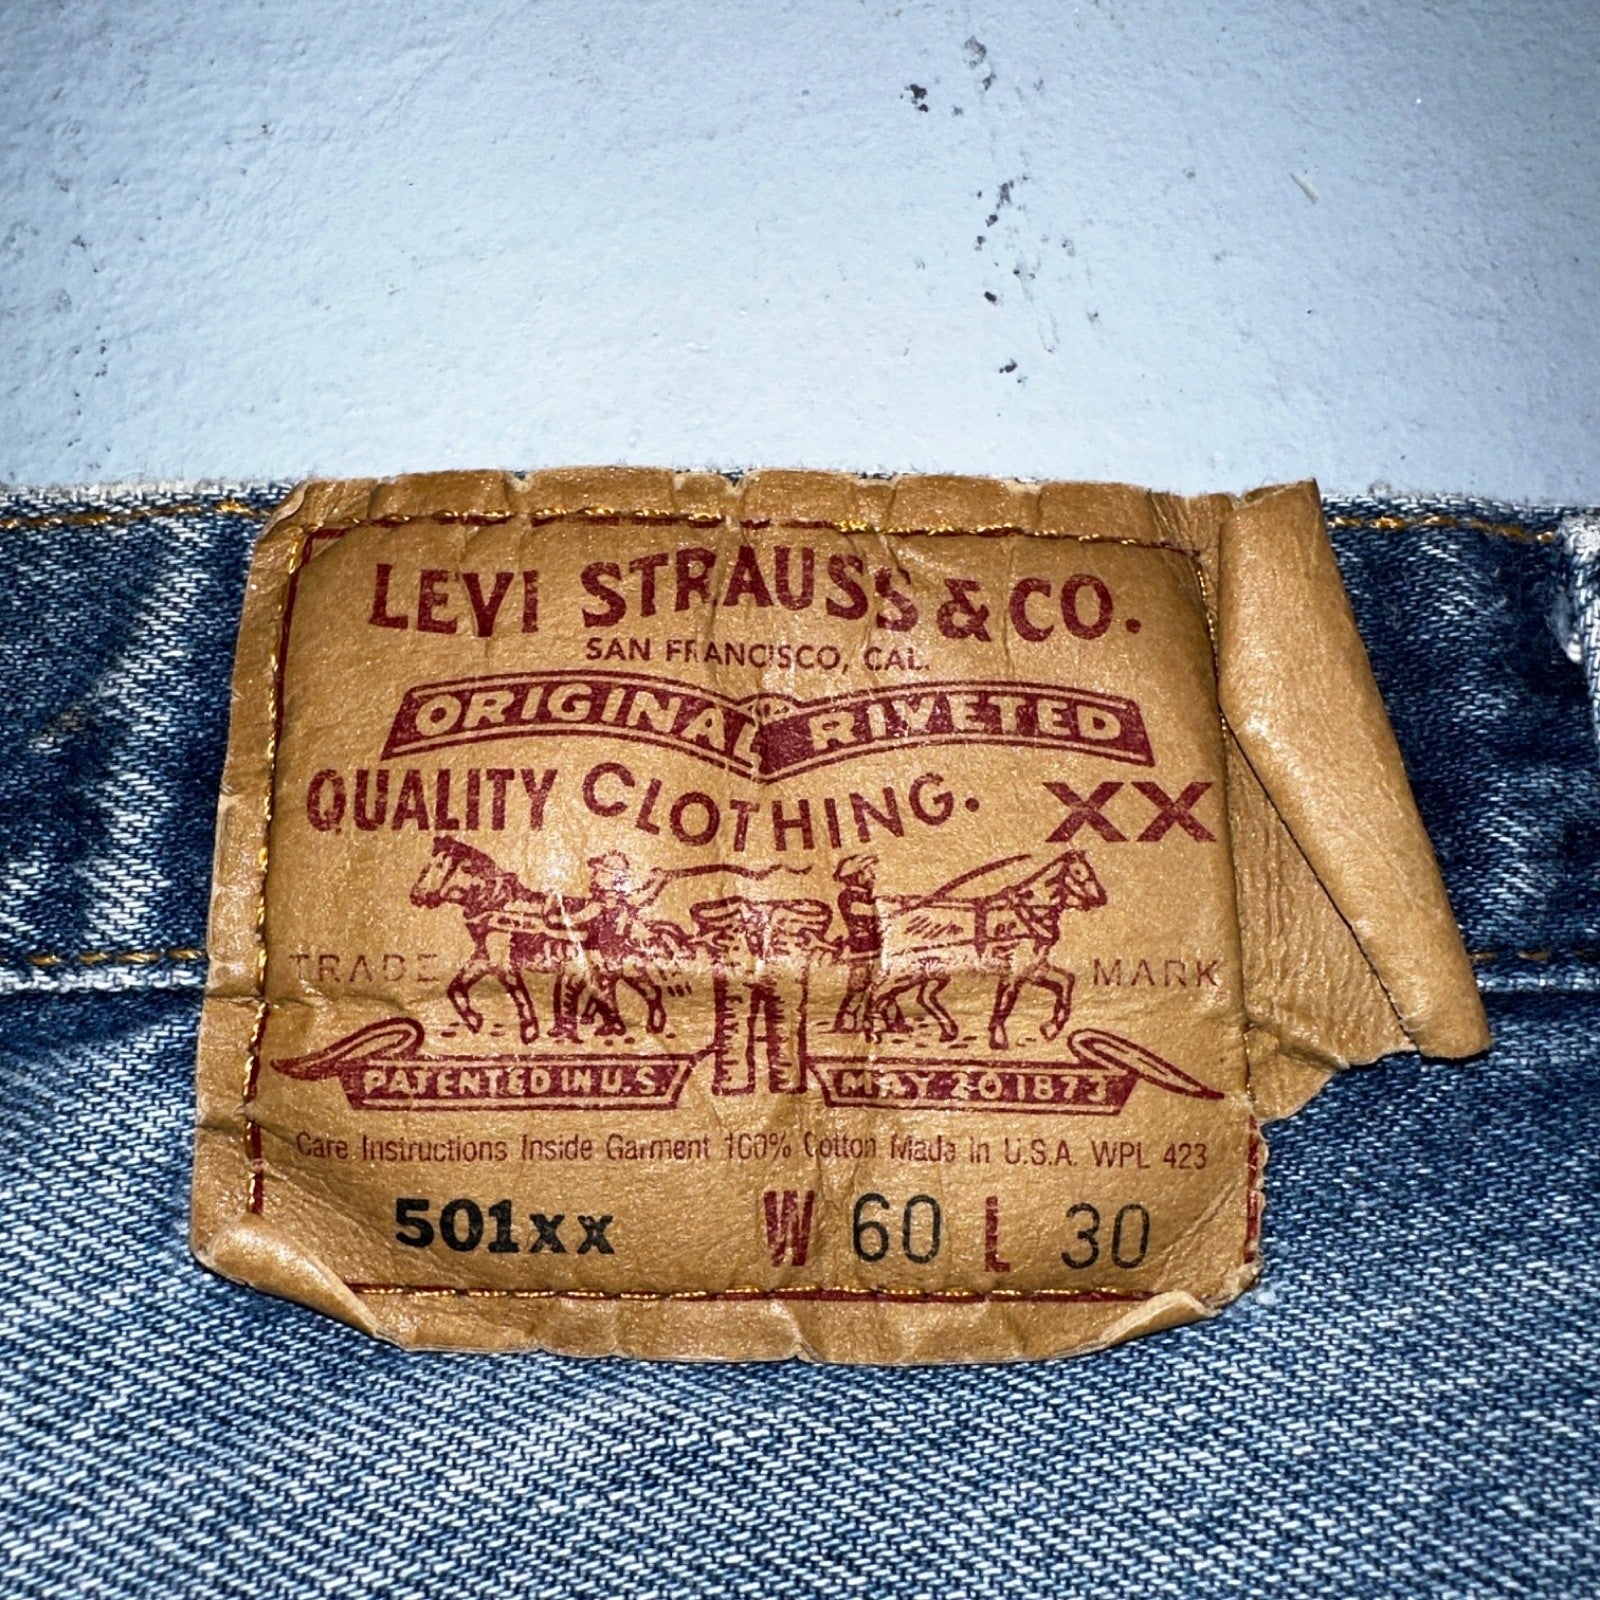 LEVI STRAUSS & CO.
SAN FRANCISCO, CAL.
ORIGINAL RIVETED
QUALITY CLOTHING. XX
TRADE MARK
PATENTED IN U.S. MAY 20 1873
Care Instructions Inside Garment 100% Cotton Made in U.S.A. WPL 423
501XX W 60 L 30